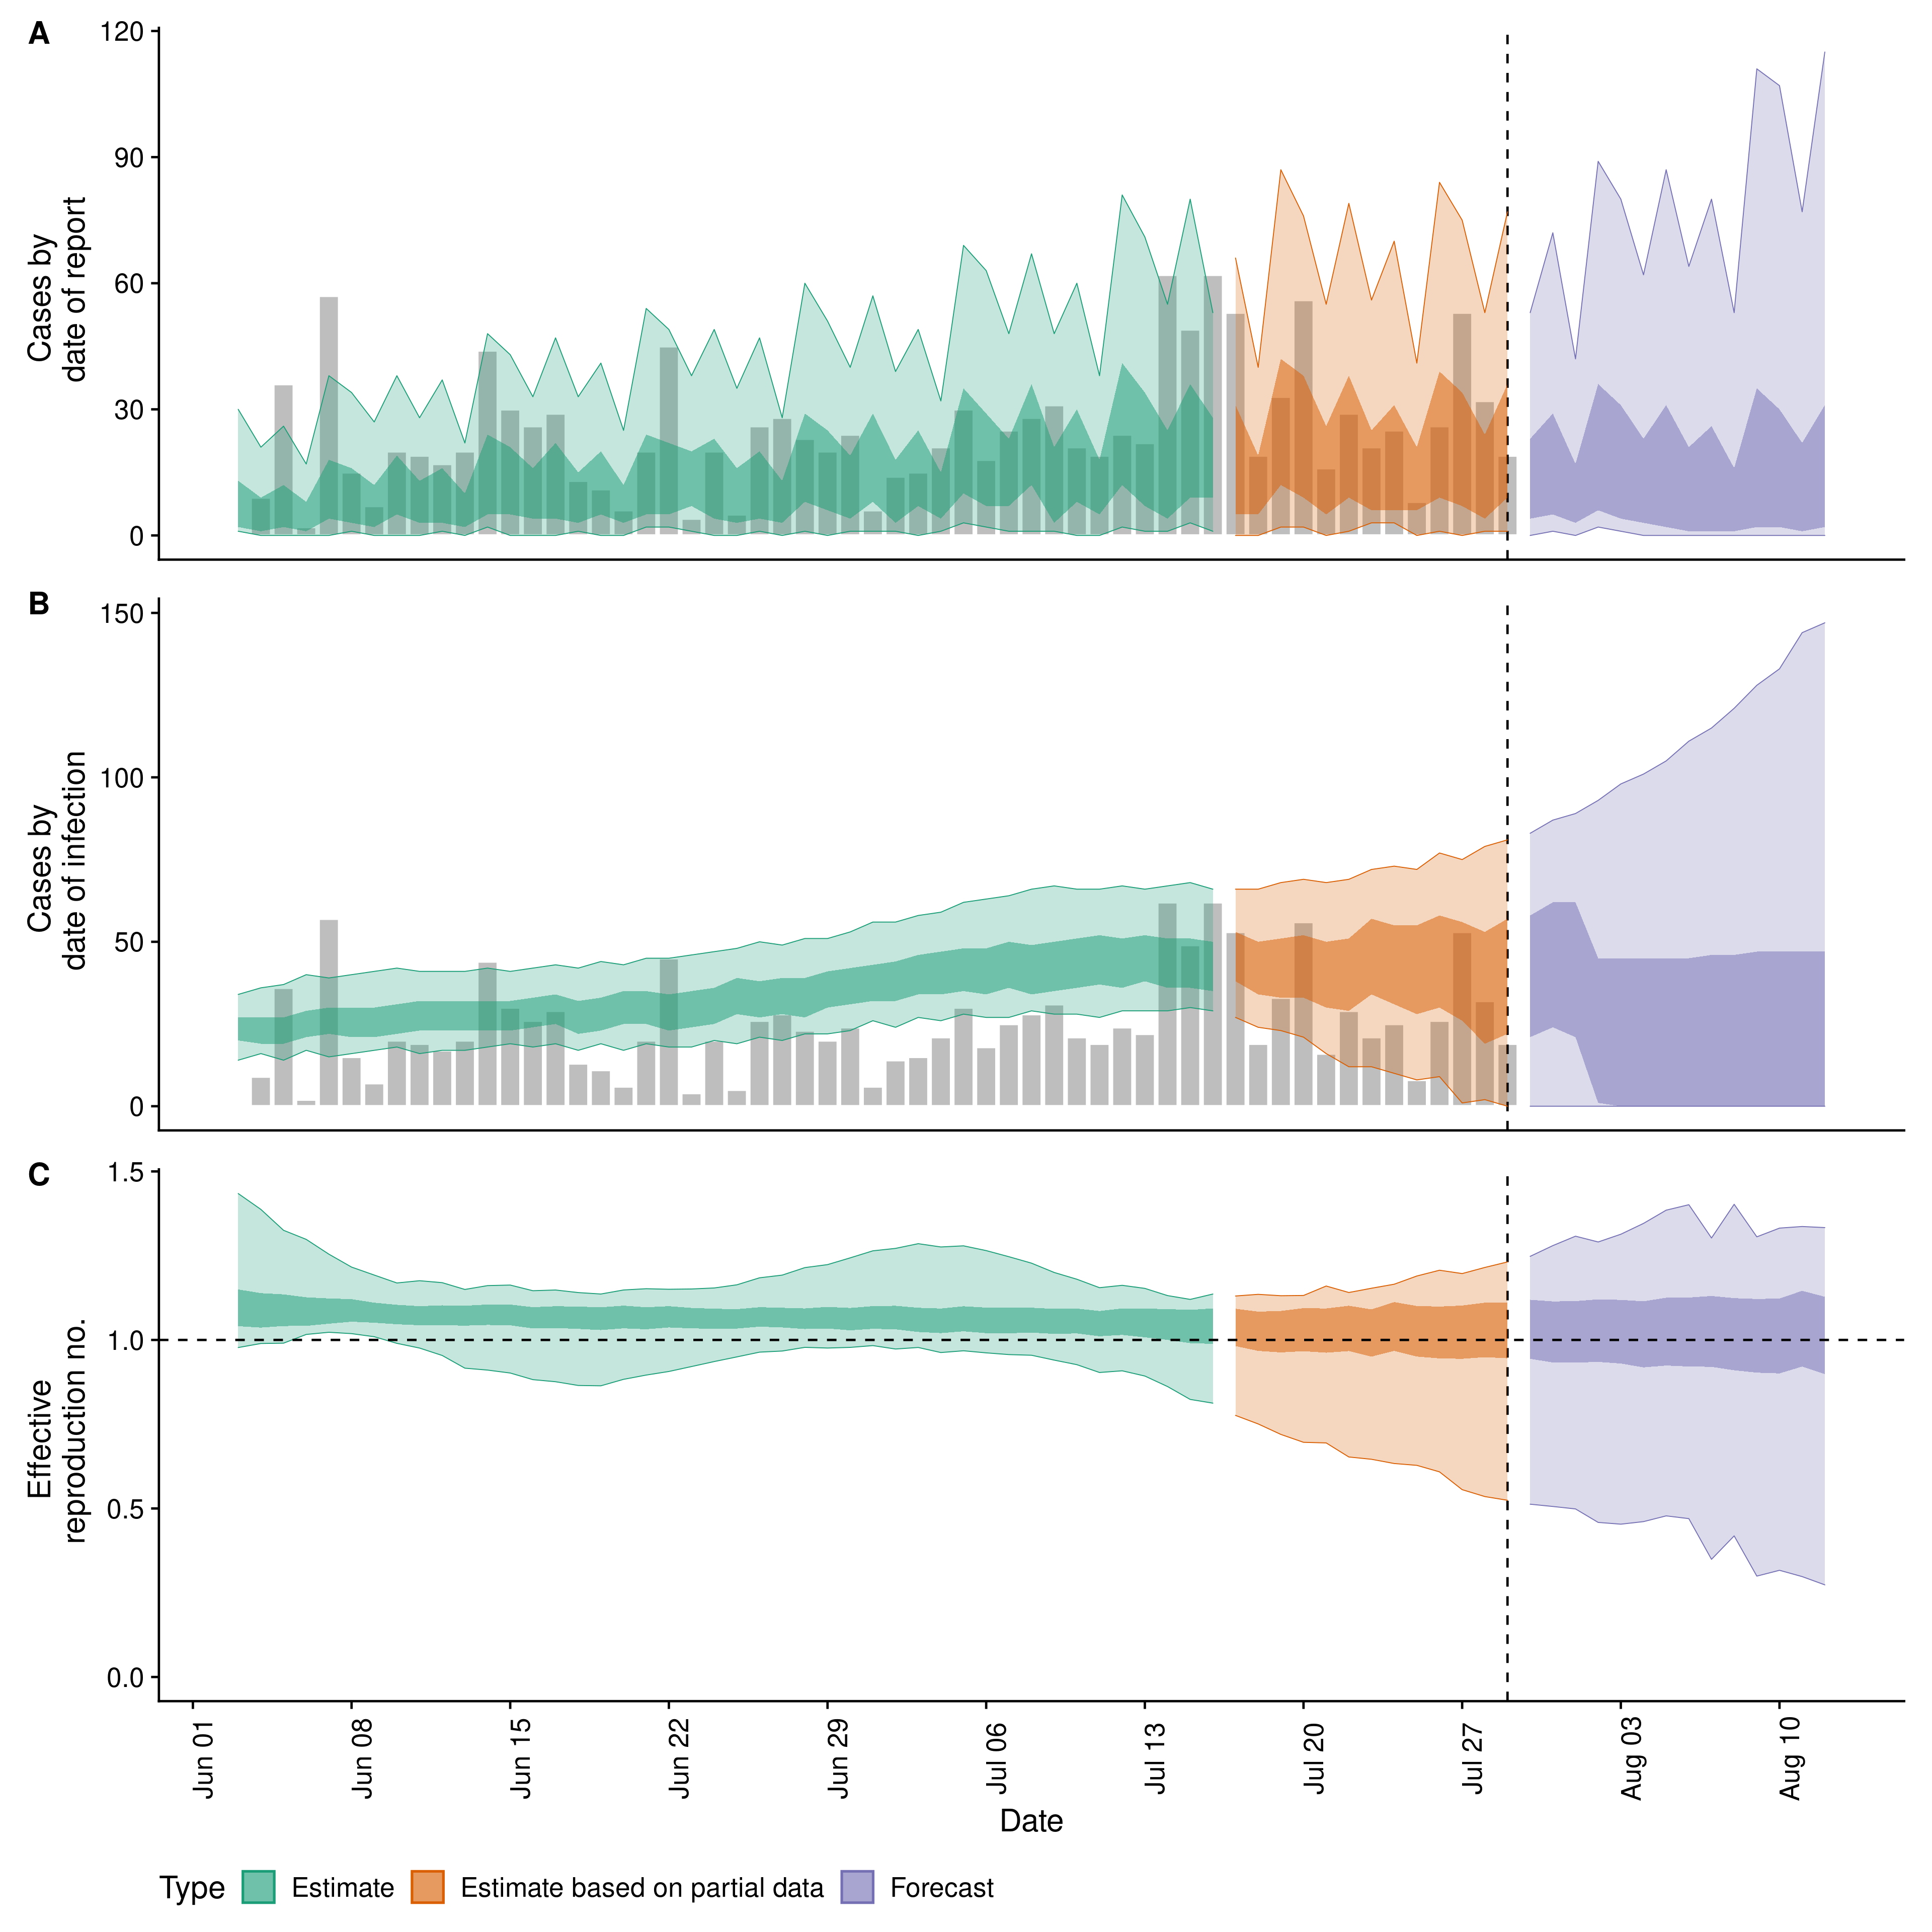 A
120
90
60
30
0
Cases by
date of report
B
150
100
50
0
Cases by
date of infection
C
1.5
1.0
0.5
0.0
Effective
reproduction no.
Jun 01
Jun 08
Jun 15
Jun 22
Jun 29
Jul 06
Jul 13
Jul 20
Jul 27
Aug 03
Aug 10
Date
Type Estimate Estimate based on partial data Forecast